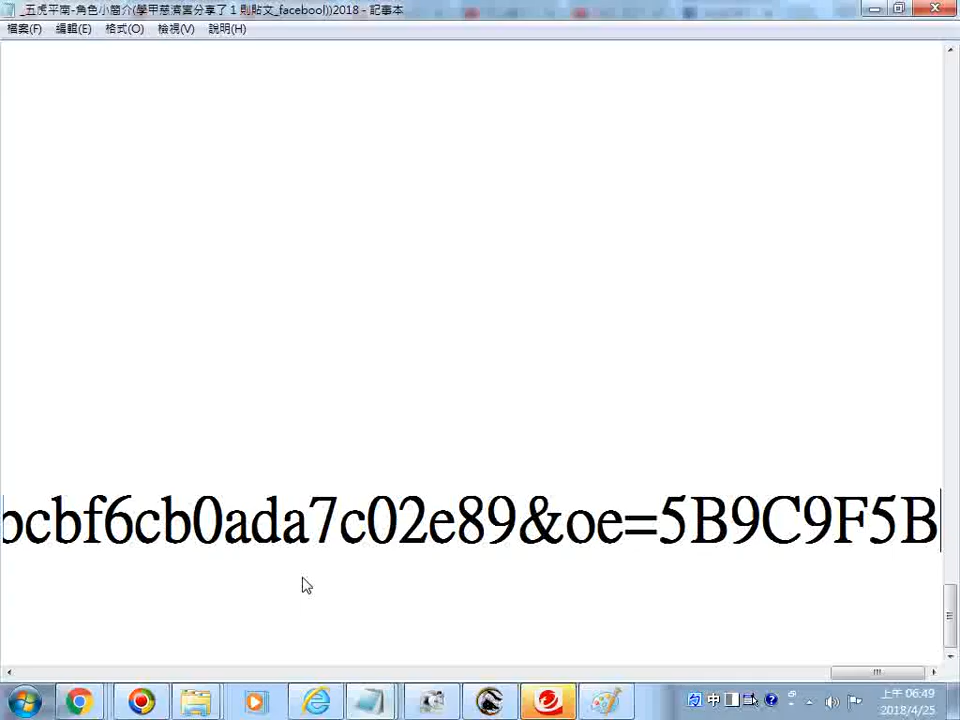 _五虎平南-角色小簡介(學甲慈濟宮分享了1則貼文_facebool))2018 - 記事本
檔案(F) 編輯(E) 格式(O) 檢視(V) 說明(H)
bcbf6cb0ada7c02e89&oe=5B9C9F5B
中
上午 06:49
2018/4/25